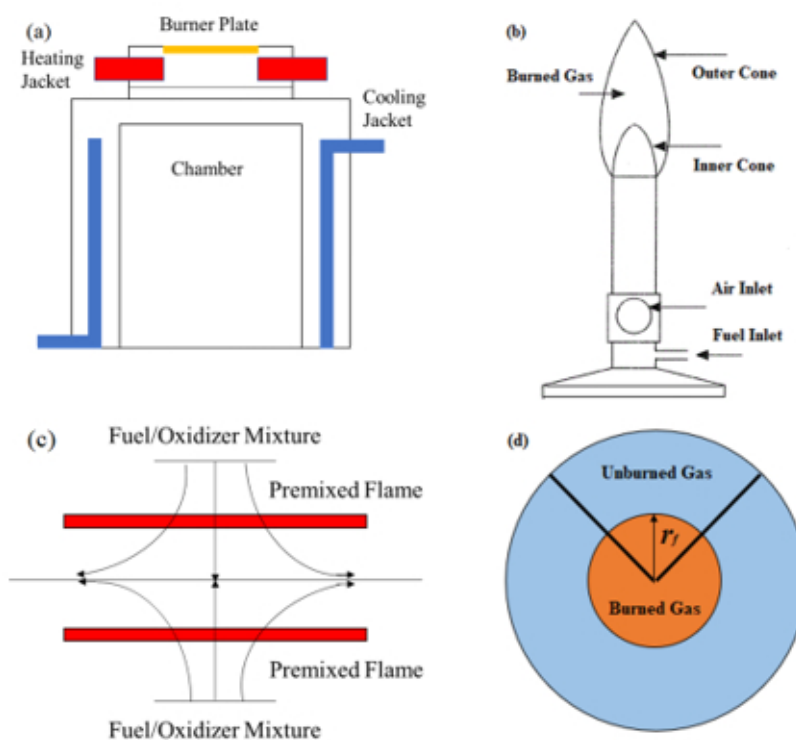 (a)
Burner Plate
Heating
Jacket
Cooling
Jacket
Chamber
(b)
Burned Gas
Outer Cone
Inner Cone
Air Inlet
Fuel Inlet
(c)
Fuel/Oxidizer Mixture
Premixed Flame
Premixed Flame
Fuel/Oxidizer Mixture
(d)
Unburned Gas
rf
Burned Gas